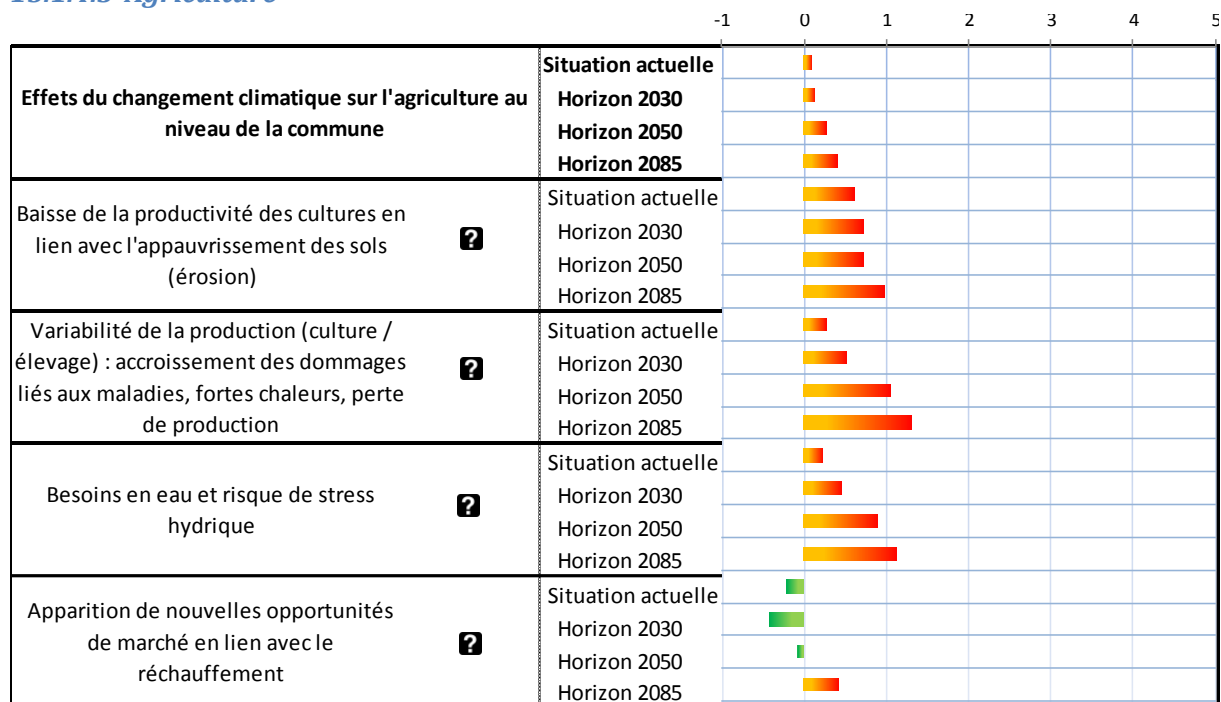 -1 0 1 2 3 4 5
Effets du changement climatique sur l'agriculture au
niveau de la commune
Situation actuelle
Horizon 2030
Horizon 2050
Horizon 2085
Baisse de la productivité des cultures en
lien avec l'appauvrissement des sols
(érosion)
?
Situation actuelle
Horizon 2030
Horizon 2050
Horizon 2085
Variabilité de la production (culture /
élevage) : accroissement des dommages
liés aux maladies, fortes chaleurs, perte
de production
?
Situation actuelle
Horizon 2030
Horizon 2050
Horizon 2085
Besoins en eau et risque de stress
hydrique
?
Situation actuelle
Horizon 2030
Horizon 2050
Horizon 2085
Apparition de nouvelles opportunités
de marché en lien avec le
réchauffement
?
Situation actuelle
Horizon 2030
Horizon 2050
Horizon 2085